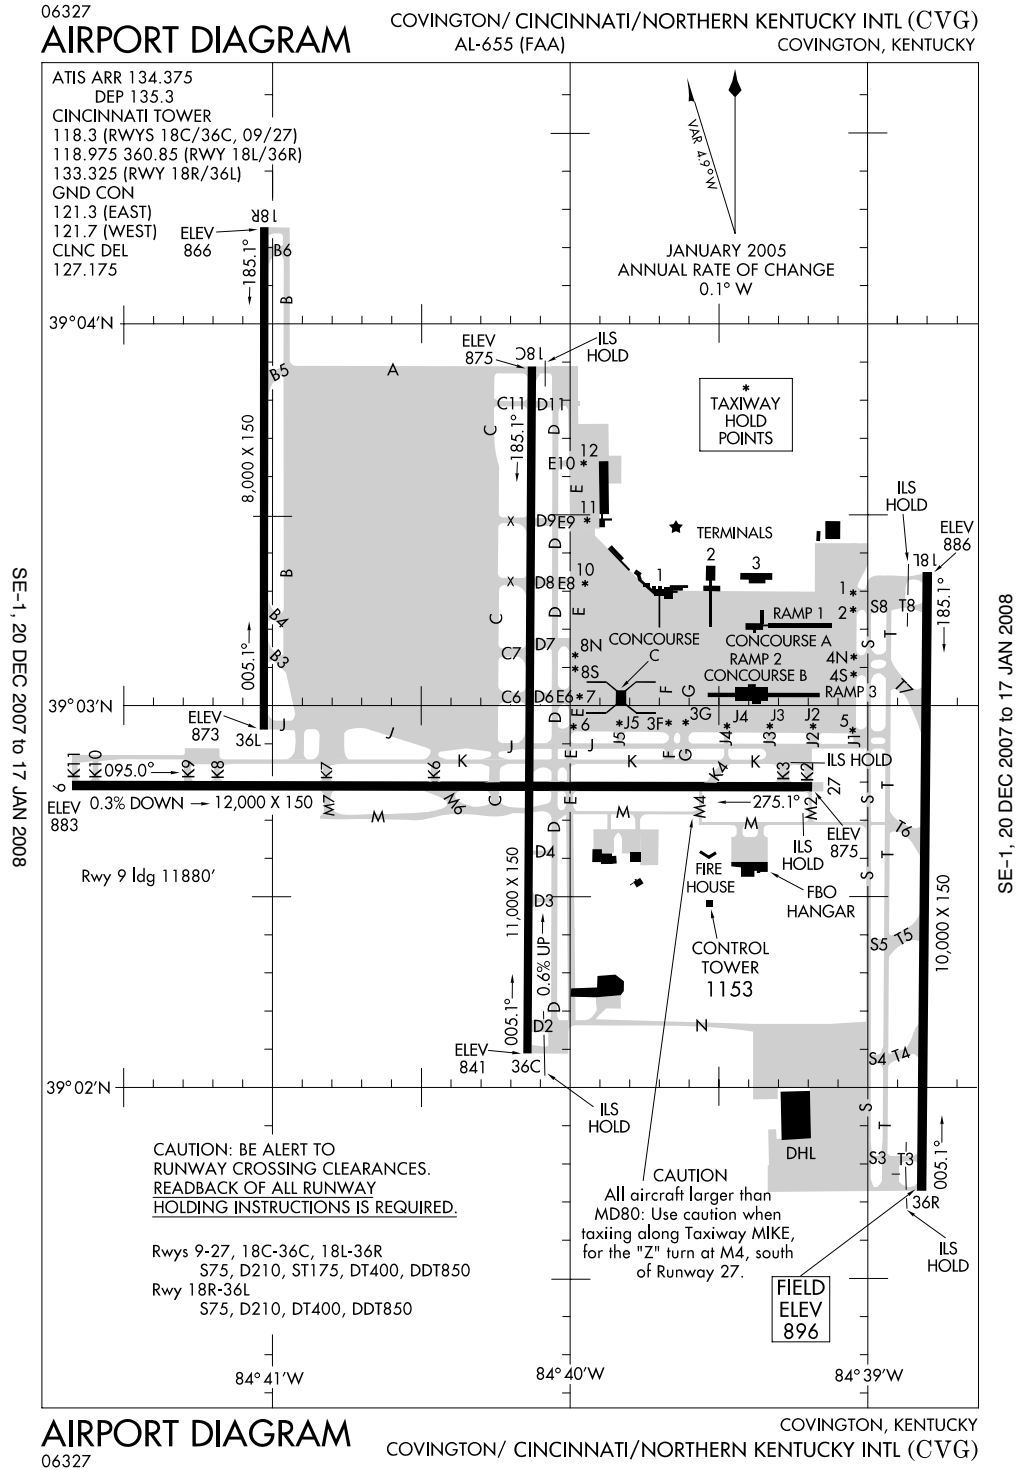 06327
AIRPORT DIAGRAM
COVINGTON/ CINCINNATI/NORTHERN KENTUCKY INTL (CVG)
AL-655 (FAA)
COVINGTON, KENTUCKY
ATIS ARR 134.375
DEP 135.3
CINCINNATI TOWER
118.3 (RWYS 18C/36C, 09/27)
118.975 360.85 (RWY 18L/36R)
133.325 (RWY 18R/36L)
GND CON
121.3 (EAST)
121.7 (WEST)
CLNC DEL
127.175
VAR 4.9° W
JANUARY 2005
ANNUAL RATE OF CHANGE
0.1° W
18R
ELEV
866
B6
185.1°
B
39°04'N
ELEV
875
18C
ILS
HOLD
B5
A
C11
D11
C
185.1°
D
*
TAXIWAY
HOLD
POINTS
8,000 X 150
12
E10 *
E
11
X
D9
E9 *
D
ILS
HOLD
ELEV
886
18L
TERMINALS
2
3
1
10
X
D8
E8 *
B
1
*
2 *
S8
T8
185.1°
B4
C
D
E
RAMP 1
CONCOURSE
C
CONCOURSE A
RAMP 2
CONCOURSE B
RAMP 3
S
T
005.1°
B3
C7
D7
8N
*
* 8S
4N *
4S *
T7
C6
D6
E6 * 7
F
G
39°03'N
ELEV
873
36L
J
J
J
D
E
* 6
J
* J5
J5
3F *
F
* 3G
G
J4
J4 *
J3
J3 *
J2
J2 *
5
J1 *
K11
K10
095.0°
K9
K8
K7
K6
K
K
K4
K
K3
K2
ILS HOLD
9
ELEV
883
0.3% DOWN → 12,000 X 150
M7
M
M6
C
E
M
M4
275.1°
M
M2
27
ELEV
875
S
T
T6
Rwy 9 ldg 11880'
11,000 X 150
D
D4
FIRE
HOUSE
ILS
HOLD
FBO
HANGAR
S
T
D3
0.6% UP
CONTROL
TOWER
1153
S5
T5
10,000 X 150
005.1°
D
D2
N
ELEV
841
36C
S4
T4
39°02'N
ILS
HOLD
S
T
DHL
S3
T3
005.1°
36R
ILS
HOLD
CAUTION: BE ALERT TO
RUNWAY CROSSING CLEARANCES.
READBACK OF ALL RUNWAY
HOLDING INSTRUCTIONS IS REQUIRED.
CAUTION
All aircraft larger than
MD80: Use caution when
taxiing along Taxiway MIKE,
for the "Z" turn at M4, south
of Runway 27.
Rwys 9-27, 18C-36C, 18L-36R
S75, D210, ST175, DT400, DDT850
Rwy 18R-36L
S75, D210, DT400, DDT850
FIELD
ELEV
896
84°41'W
84°40'W
84°39'W
SE-1, 20 DEC 2007 to 17 JAN 2008
SE-1, 20 DEC 2007 to 17 JAN 2008
AIRPORT DIAGRAM
06327
COVINGTON, KENTUCKY
COVINGTON/ CINCINNATI/NORTHERN KENTUCKY INTL (CVG)